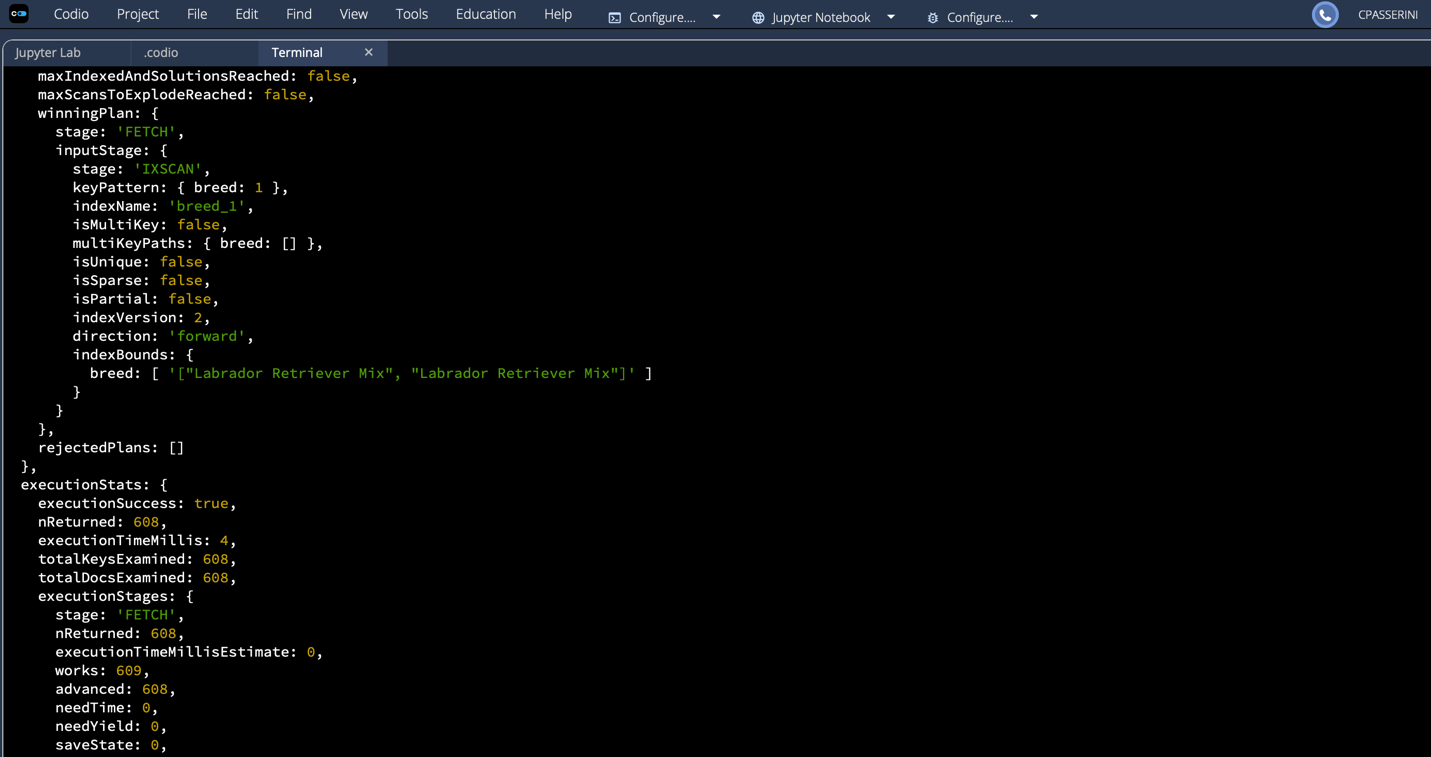 Codio Project File Edit Find View Tools Education Help Configure.... Jupyter Notebook Configure.... CPASSERINI
Jupyter Lab .codio Terminal ✕
maxIndexedAndSolutionsReached: false,
maxScansToExplodeReached: false,
winningPlan: {
stage: 'FETCH',
inputStage: {
stage: 'IXSCAN',
keyPattern: { breed: 1 },
indexName: 'breed_1',
isMultiKey: false,
multiKeyPaths: { breed: [] },
isUnique: false,
isSparse: false,
isPartial: false,
indexVersion: 2,
direction: 'forward',
indexBounds: {
breed: [ '["Labrador Retriever Mix", "Labrador Retriever Mix"]' ]
}
}
},
rejectedPlans: []
},
executionStats: {
executionSuccess: true,
nReturned: 608,
executionTimeMillis: 4,
totalKeysExamined: 608,
totalDocsExamined: 608,
executionStages: {
stage: 'FETCH',
nReturned: 608,
executionTimeMillisEstimate: 0,
works: 609,
advanced: 608,
needTime: 0,
needYield: 0,
saveState: 0,